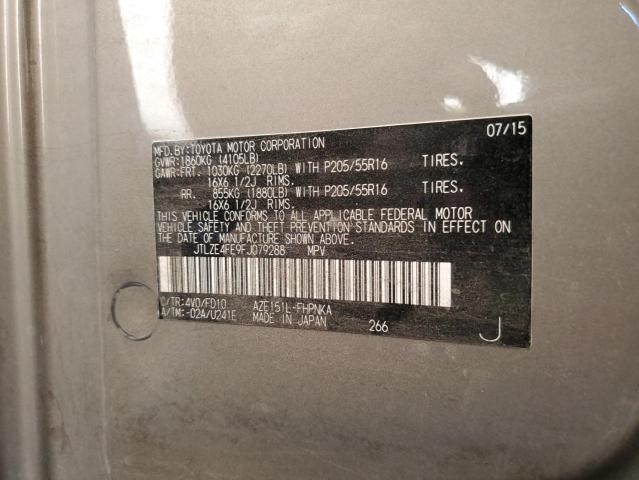 07/15
MFD.BY:TOYOTA MOTOR CORPORATION
GVWR:1860KG (4105LB)
GAWR:FRT. 1030KG (2270LB) WITH P205/55R16 TIRES.
16X6 1/2J RIMS.
RR. 855KG (1880LB) WITH P205/55R16 TIRES.
16X6 1/2J RIMS.
THIS VEHICLE CONFORMS TO ALL APPLICABLE FEDERAL MOTOR
VEHICLE SAFETY AND THEFT PREVENTION STANDARDS IN EFFECT ON
THE DATE OF MANUFACTURE SHOWN ABOVE.
JTLZE4FE9FJ079288 MPV
C/TR:4V0/FD10 AZE151L-FHPNKA
A/TM:-02A/U241E MADE IN JAPAN 266 J